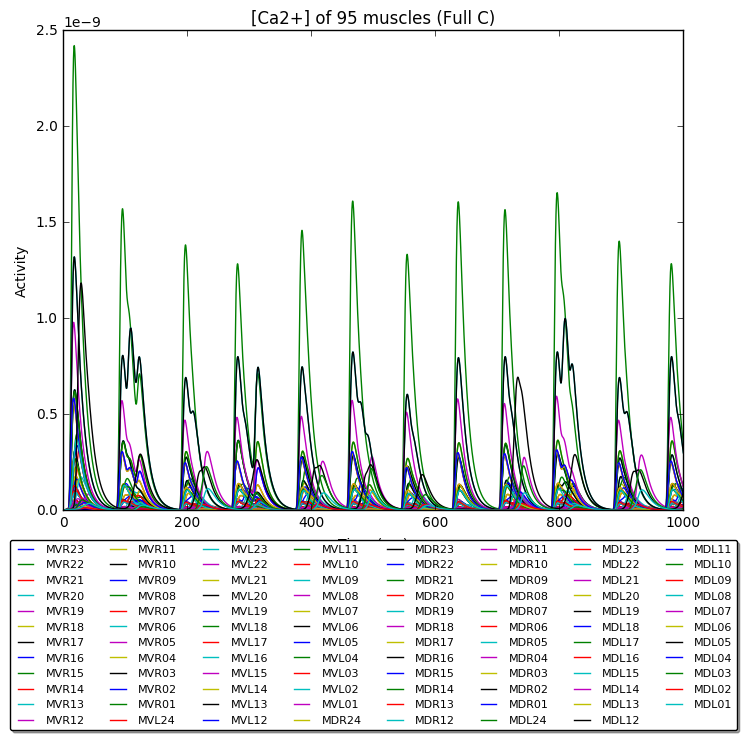 [Ca2+] of 95 muscles (Full C)
1e−9
2.5
2.0
1.5
1.0
0.5
0.0
Activity
0 200 400 600 800 1000
MVR23 MVR11 MVL23 MVL11 MDR23 MDR11 MDL23 MDL11
MVR22 MVR10 MVL22 MVL10 MDR22 MDR10 MDL22 MDL10
MVR21 MVR09 MVL21 MVL09 MDR21 MDR09 MDL21 MDL09
MVR20 MVR08 MVL20 MVL08 MDR20 MDR08 MDL20 MDL08
MVR19 MVR07 MVL19 MVL07 MDR19 MDR07 MDL19 MDL07
MVR18 MVR06 MVL18 MVL06 MDR18 MDR06 MDL18 MDL06
MVR17 MVR05 MVL17 MVL05 MDR17 MDR05 MDL17 MDL05
MVR16 MVR04 MVL16 MVL04 MDR16 MDR04 MDL16 MDL04
MVR15 MVR03 MVL15 MVL03 MDR15 MDR03 MDL15 MDL03
MVR14 MVR02 MVL14 MVL02 MDR14 MDR02 MDL14 MDL02
MVR13 MVR01 MVL13 MVL01 MDR13 MDR01 MDL13 MDL01
MVR12 MVL24 MVL12 MDR24 MDR12 MDL24 MDL12